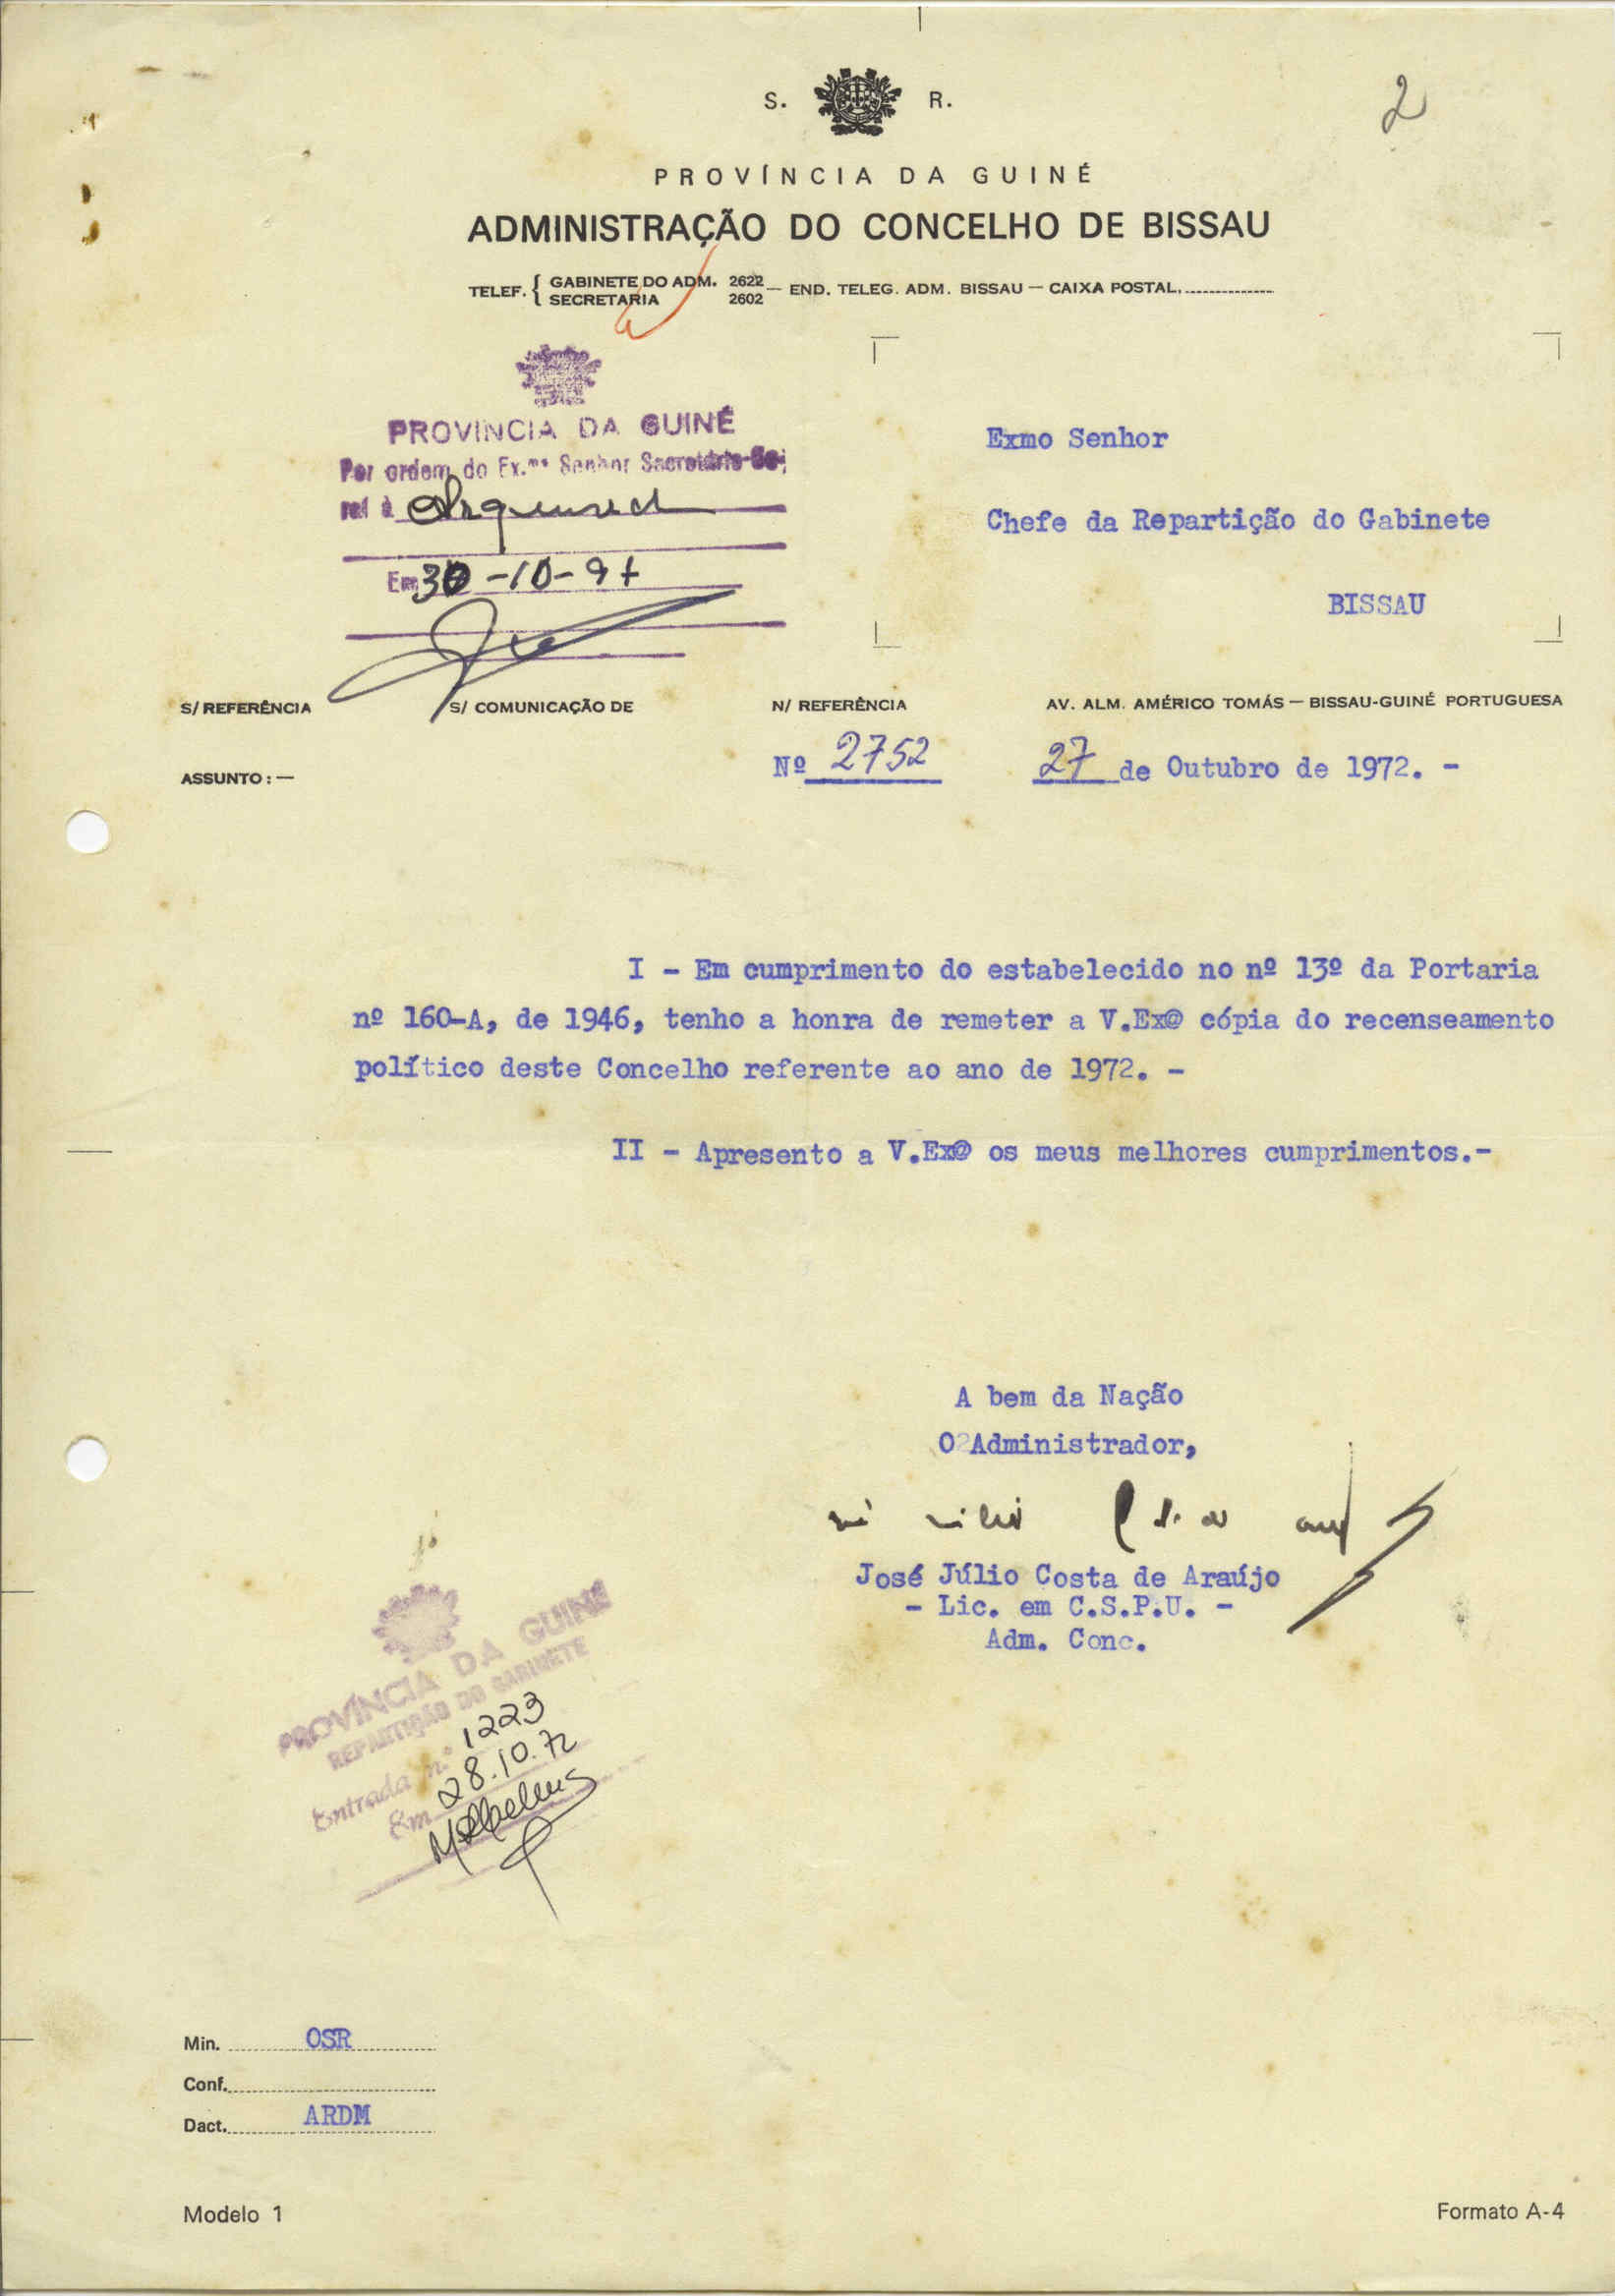 2
S. R.
PROVÍNCIA DA GUINÉ
ADMINISTRAÇÃO DO CONCELHO DE BISSAU
TELEF. { GABINETE DO ADM. 2622 — END. TELEG. ADM. BISSAU — CAIXA POSTAL,
SECRETARIA 2602
PROVINCIA DA GUINÉ
Por ordem do Ex.mo Senhor Secretário-Ge-
ral à
Em 30-10-
Exmo Senhor
Chefe da Repartição do Gabinete
BISSAU
S/ REFERÊNCIA S/ COMUNICAÇÃO DE N/ REFERÊNCIA AV. ALM. AMÉRICO TOMÁS — BISSAU-GUINÉ PORTUGUESA
Nº 2752 27 de Outubro de 1972. -
ASSUNTO : —
I - Em cumprimento do estabelecido no nº 13º da Portaria
nº 160-A, de 1946, tenho a honra de remeter a V.Ex@ cópia do recenseamento
político deste Concelho referente ao ano de 1972. -
II - Apresento a V.Ex@ os meus melhores cumprimentos.-
A bem da Nação
O Administrador,
José Júlio Costa de Araújo
- Lic. em C.S.P.U. -
Adm. Conc.
PROVÍNCIA DA GUINÉ
REPARTIÇÃO DO GABINETE
Entrada n.º 1223
Em 28.10.72
Min. OSR
Conf.
Dact. ARDM
Modelo 1 Formato A-4